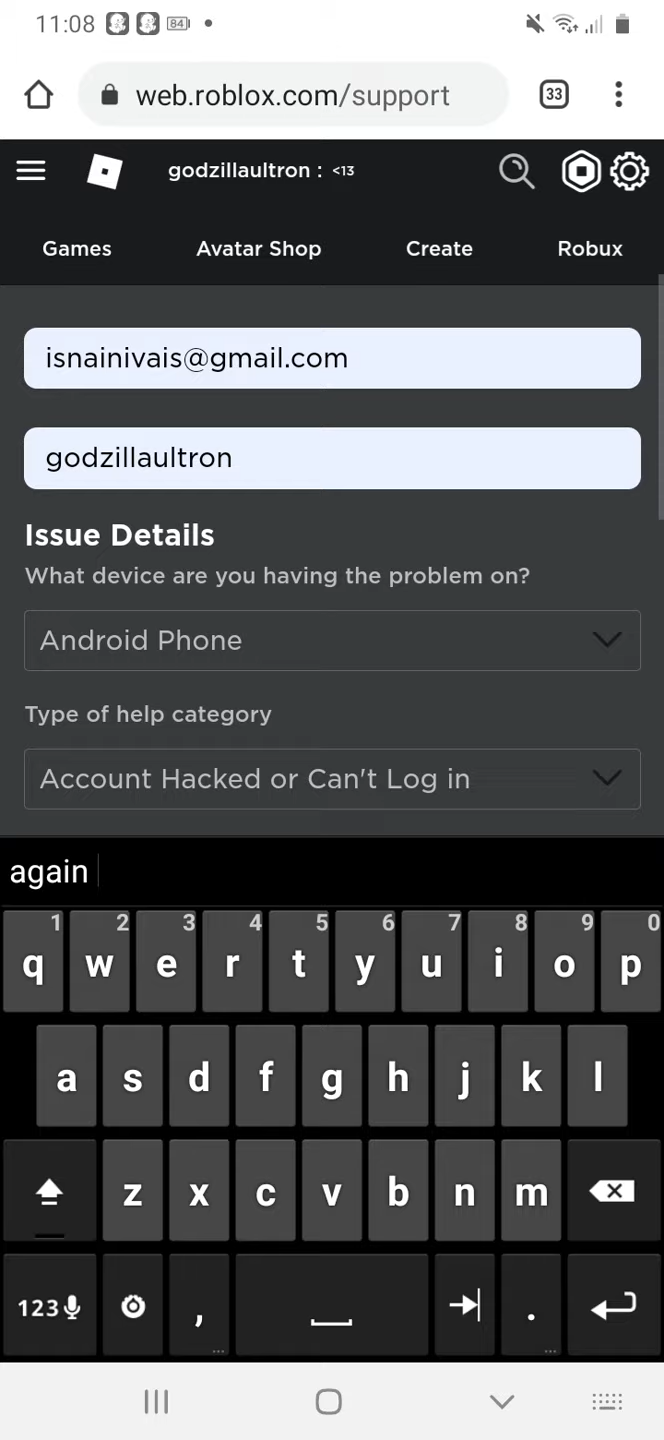 11:08 84
web.roblox.com/support 33
godzillaultron : <13
Games Avatar Shop Create Robux
isnainivais@gmail.com
godzillaultron
Issue Details
What device are you having the problem on?
Android Phone
Type of help category
Account Hacked or Can't Log in
again
1 2 3 4 5 6 7 8 9 0
q w e r t y u i o p
a s d f g h j k l
z x c v b n m
123 , .